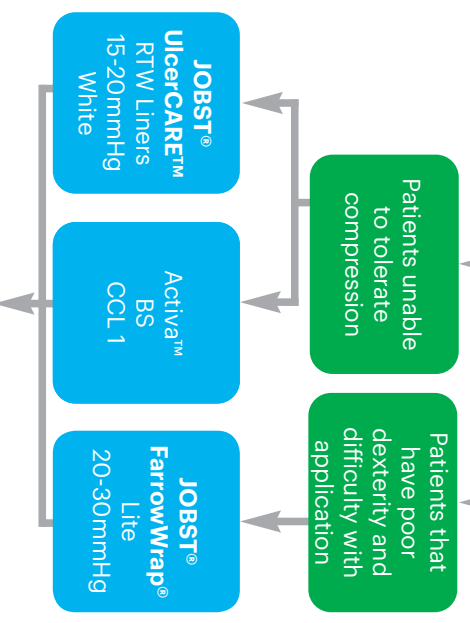 Patients unable
to tolerate
compression
Patients that
have poor
dexterity and
difficulty with
application
JOBST®
UlcerCARE™
RTW Liners
15-20mmHg
White
Activa™
BS
CCL 1
JOBST®
FarrowWrap®
Lite
20-30mmHg